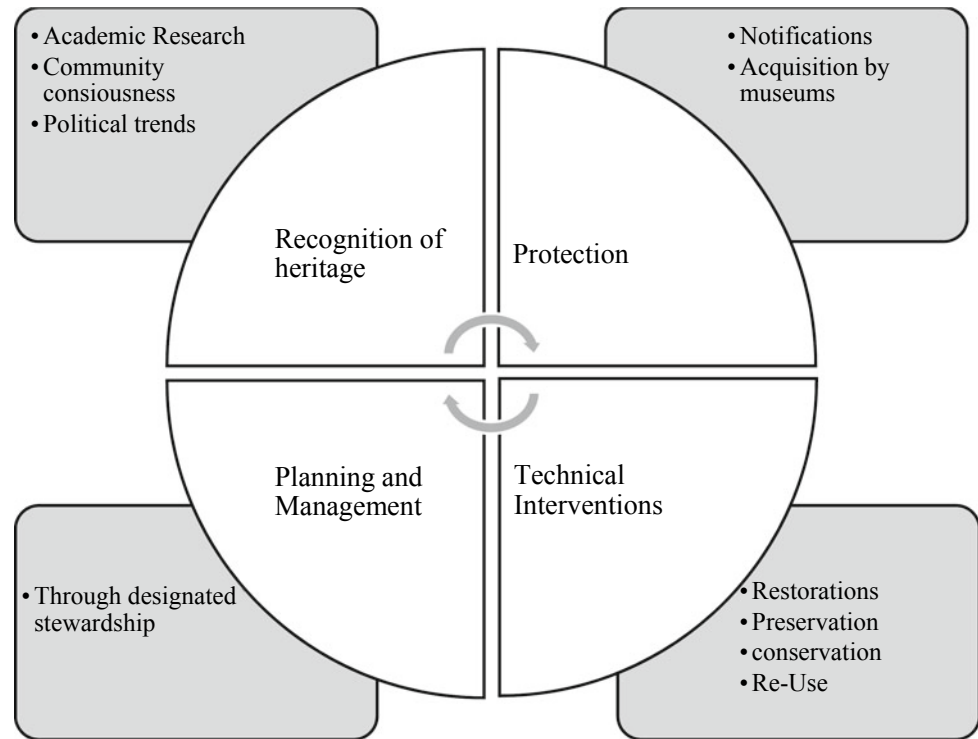 • Academic Research
• Community
consiousness
• Political trends
• Notifications
• Acquisition by
museums
Recognition of
heritage
Protection
Planning and
Management
Technical
Interventions
• Through designated
stewardship
• Restorations
• Preservation
• conservation
• Re-Use